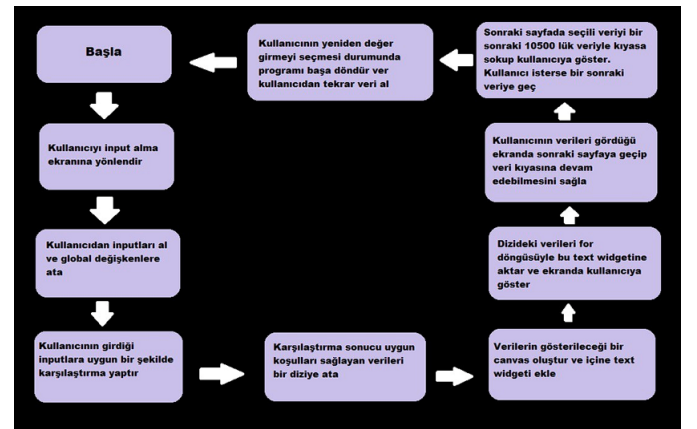 Başla
Kullanıcıyı input alma
ekranına yönlendir
Kullanıcıdan inputları al
ve global değişkenlere
ata
Kullanıcının girdiği
inputlara uygun bir şekilde
karşılaştırma yaptır
Karşılaştırma sonucu uygun
koşulları sağlayan verileri
bir diziye ata
Verilerin gösterileceği bir
canvas oluştur ve içine text
widgeti ekle
Dizideki verileri for
döngüsüyle bu text widgetine
aktar ve ekranda kullanıcıya
göster
Kullanıcının verileri gördüğü
ekranda sonraki sayfaya geçip
veri kıyasına devam
edebilmesini sağla
Sonraki sayfada seçili veriyi bir
sonraki 10500 lük veriyle kıyasa
sokup kullanıcıya göster.
Kullanıcı isterse bir sonraki
veriye geç
Kullanıcının yeniden değer
girmeyi seçmesi durumunda
programı başa döndür ver
kullanıcıdan tekrar veri al